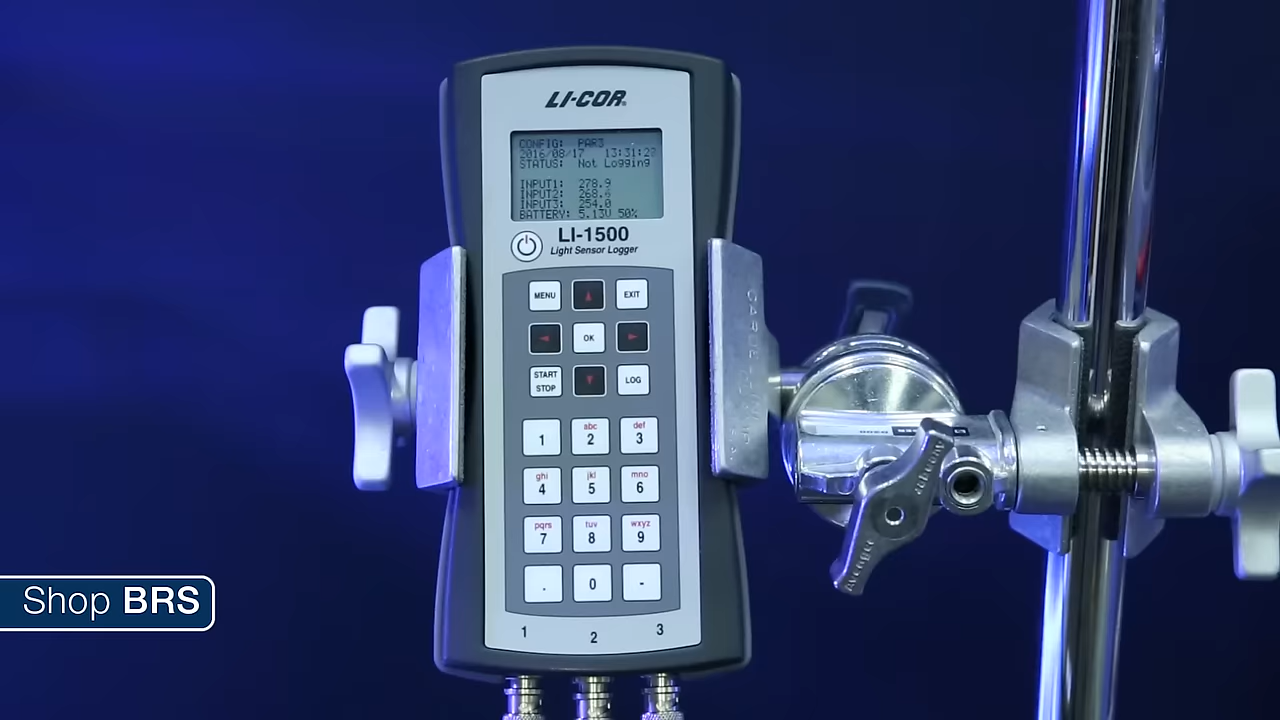 LI-COR®
CONFIG: PAR3
2016/08/17 13:31:22
STATUS: Not Logging
INPUT1: 278.9
INPUT2: 268.6
INPUT3: 254.0
BATTERY: 5.13V 50%
LI-1500
Light Sensor Logger
MENU
EXIT
OK
START STOP
LOG
1
abc 2
def 3
ghi 4
jkl 5
mno 6
pqrs 7
tuv 8
wxyz 9
.
0
-
1 2 3
Avenger
Avenger
Shop BRS